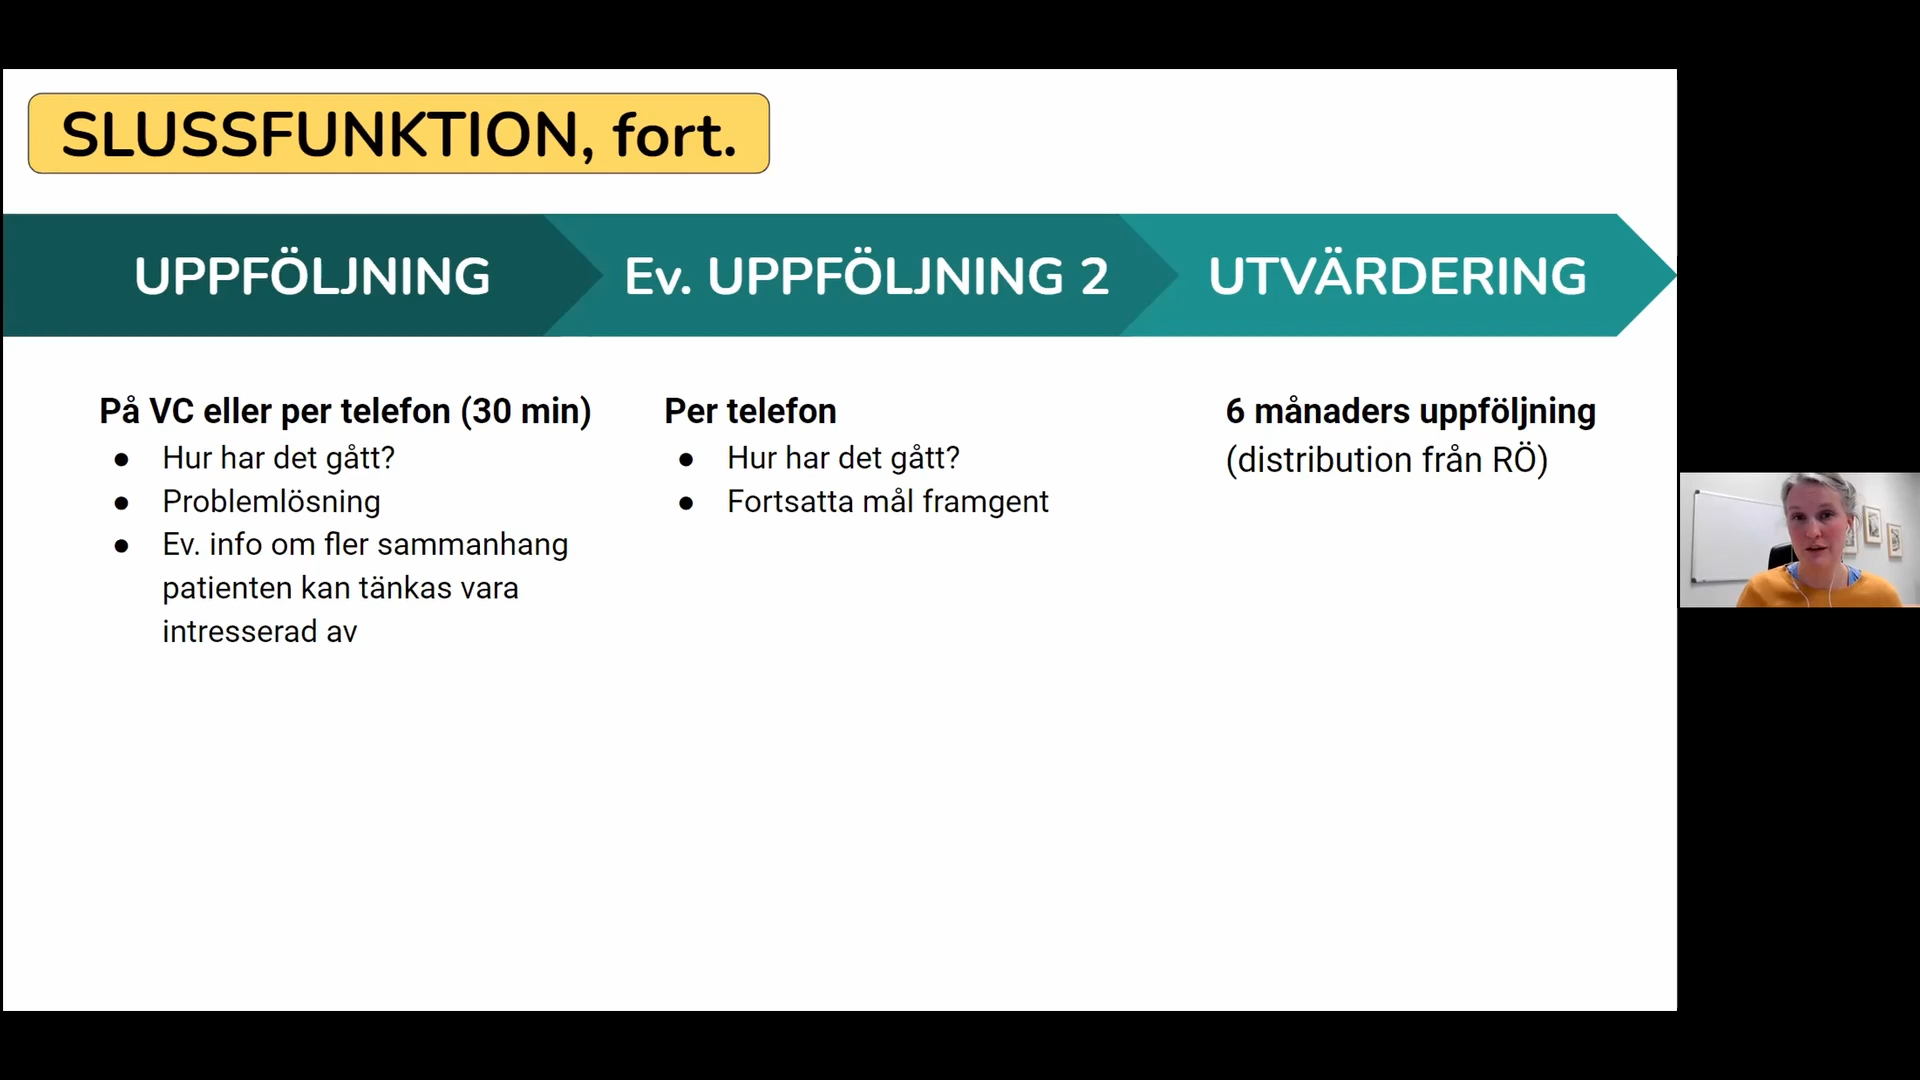 SLUSSFUNKTION, fort.
UPPFÖLJNING
Ev. UPPFÖLJNING 2
UTVÄRDERING
På VC eller per telefon (30 min)
● Hur har det gått?
● Problemlösning
● Ev. info om fler sammanhang
patienten kan tänkas vara
intresserad av
Per telefon
● Hur har det gått?
● Fortsatta mål framgent
6 månaders uppföljning
(distribution från RÖ)